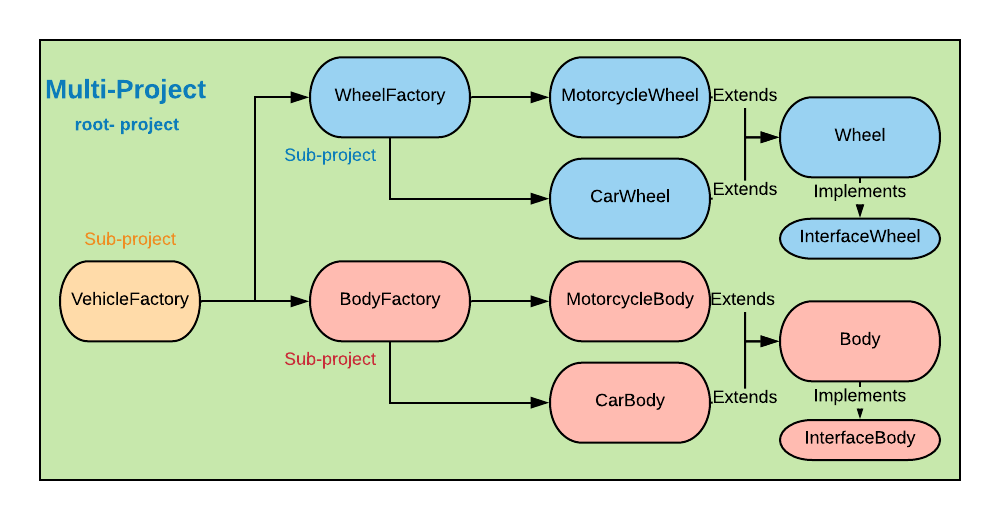 Multi-Project
root- project
WheelFactory
MotorcycleWheel
Extends
Wheel
Sub-project
CarWheel
Extends
Implements
InterfaceWheel
Sub-project
VehicleFactory
BodyFactory
MotorcycleBody
Extends
Body
Sub-project
CarBody
Extends
Implements
InterfaceBody